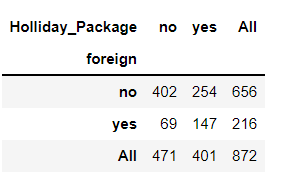 Holliday_Package no yes All
foreign
no 402 254 656
yes 69 147 216
All 471 401 872